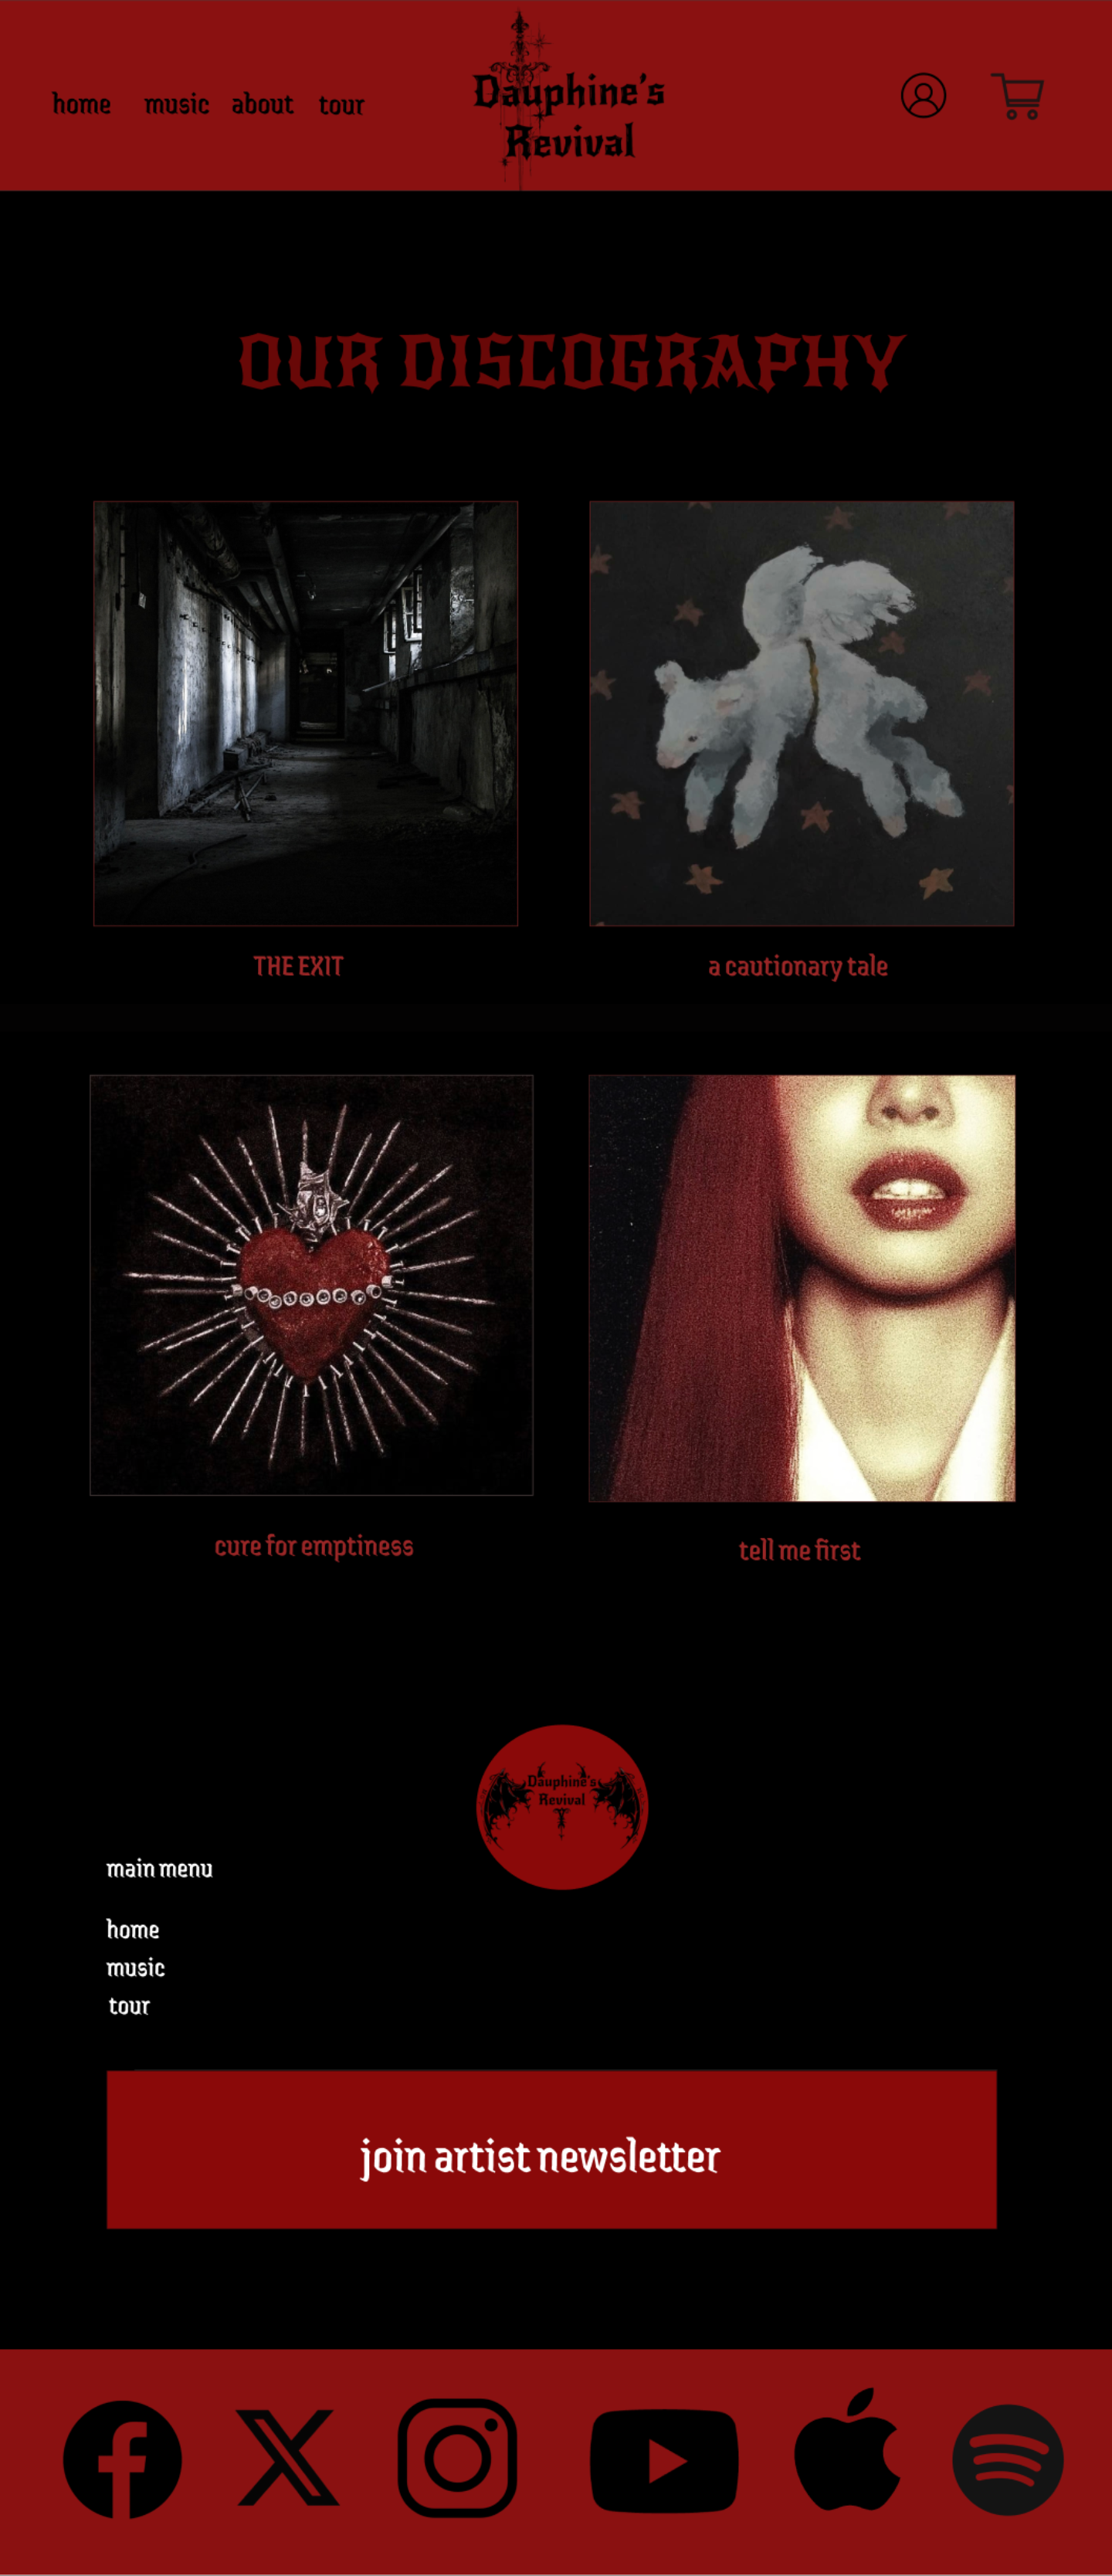 home music about tour
Dauphine's
Revival
OUR DISCOGRAPHY
THE EXIT
a cautionary tale
cure for emptiness
tell me first
Dauphine's
Revival
main menu
home
music
tour
join artist newsletter